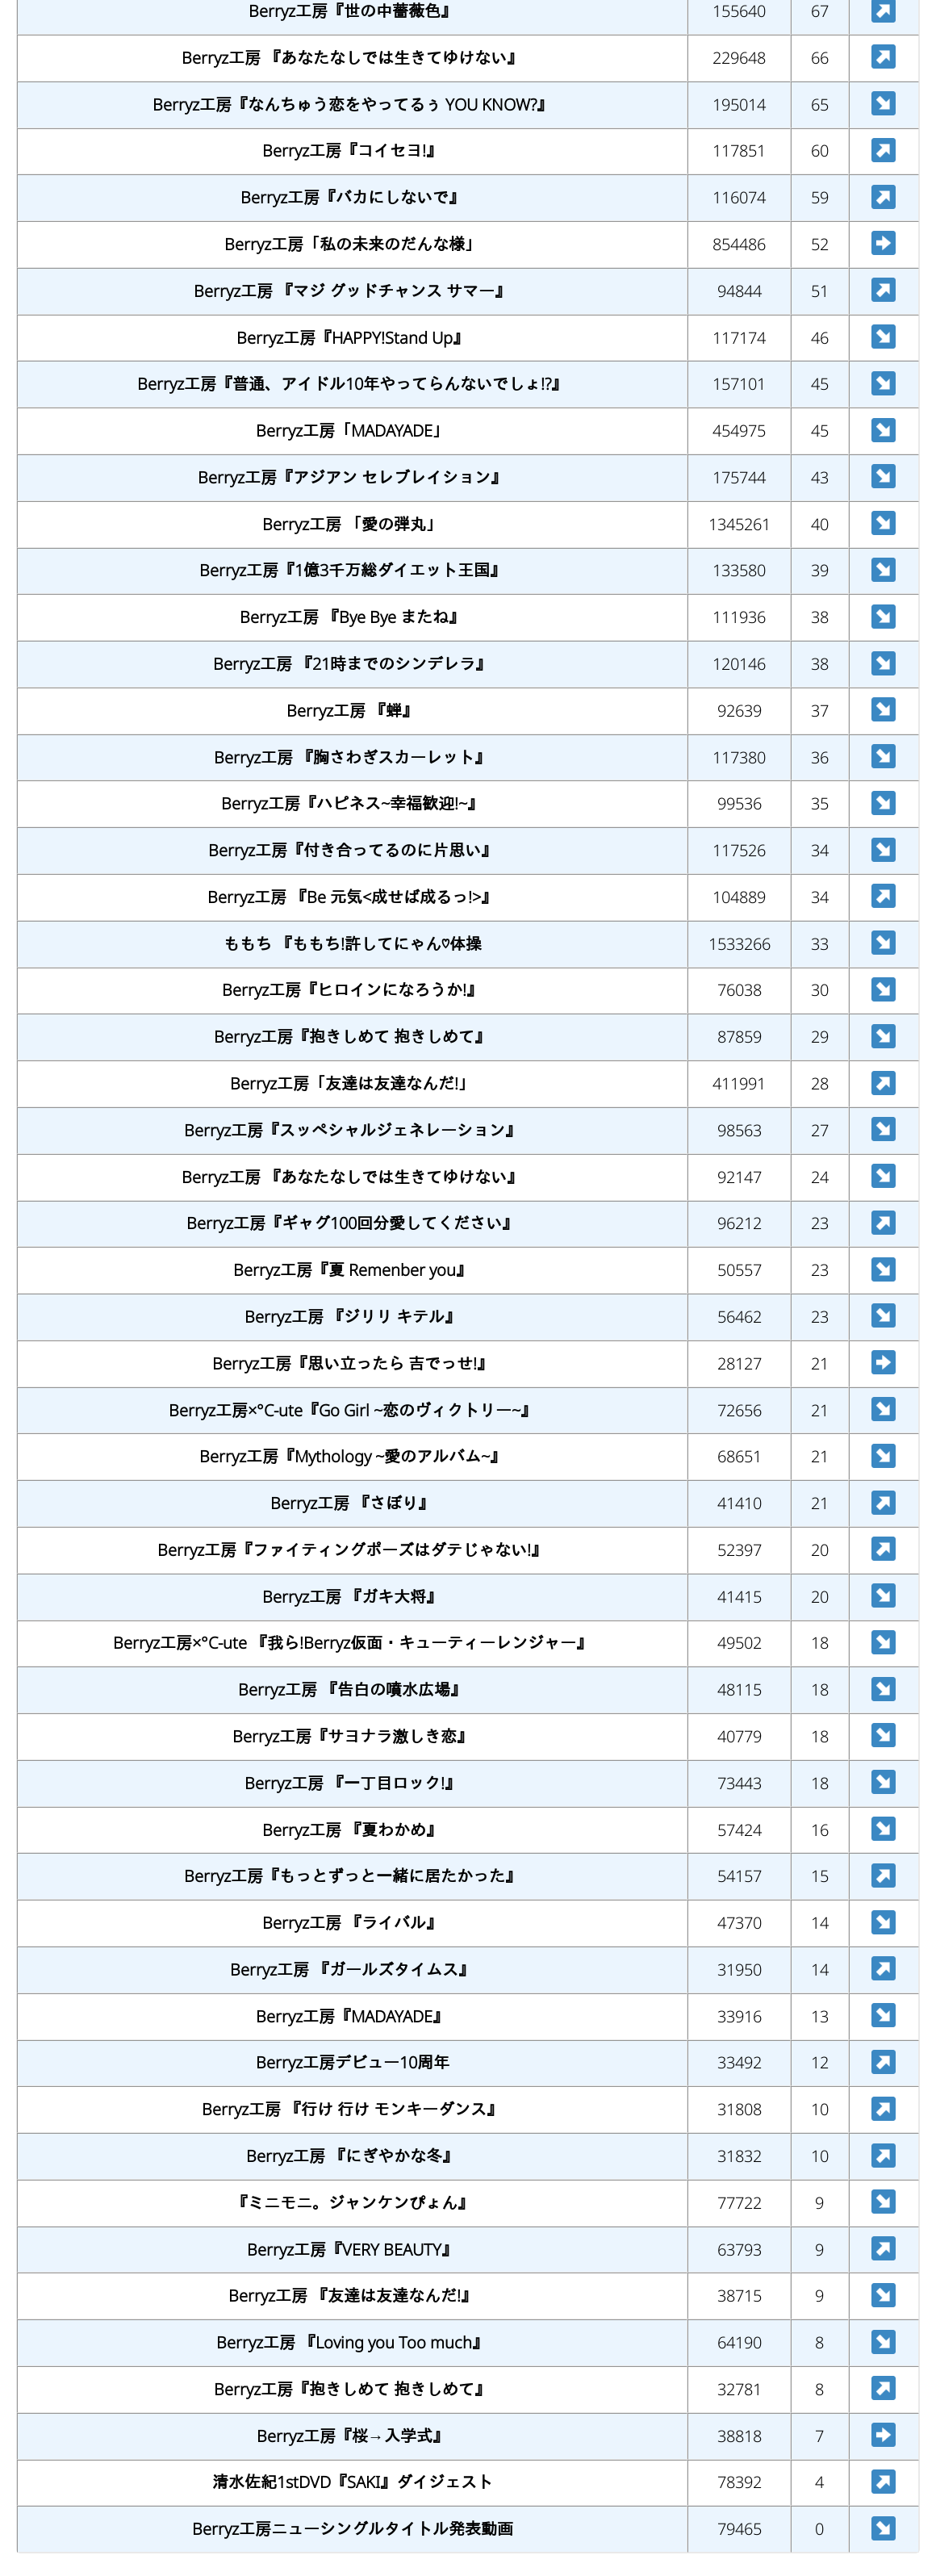 Berryz工房『世の中薔薇色』 155640 67 ↗
Berryz工房 『あなたなしでは生きてゆけない』 229648 66 ↗
Berryz工房『なんちゅう恋をやってるぅ YOU KNOW?』 195014 65 ↘
Berryz工房『コイセヨ!』 117851 60 ↗
Berryz工房『バカにしないで』 116074 59 ↗
Berryz工房「私の未来のだんな様」 854486 52 ➡
Berryz工房 『マジ グッドチャンス サマー』 94844 51 ↗
Berryz工房『HAPPY!Stand Up』 117174 46 ↘
Berryz工房『普通、アイドル10年やってらんないでしょ!?』 157101 45 ↘
Berryz工房「MADAYADE」 454975 45 ↘
Berryz工房『アジアン セレブレイション』 175744 43 ↘
Berryz工房 「愛の弾丸」 1345261 40 ↘
Berryz工房『1億3千万総ダイエット王国』 133580 39 ↘
Berryz工房 『Bye Bye またね』 111936 38 ↘
Berryz工房 『21時までのシンデレラ』 120146 38 ↘
Berryz工房 『蝉』 92639 37 ↘
Berryz工房 『胸さわぎスカーレット』 117380 36 ↘
Berryz工房『ハピネス~幸福歓迎!~』 99536 35 ↘
Berryz工房『付き合ってるのに片思い』 117526 34 ↘
Berryz工房 『Be 元気<成せば成るっ!>』 104889 34 ↗
ももち 『ももち!許してにゃん♡体操 1533266 33 ↘
Berryz工房『ヒロインになろうか!』 76038 30 ↘
Berryz工房『抱きしめて 抱きしめて』 87859 29 ↘
Berryz工房「友達は友達なんだ!」 411991 28 ↗
Berryz工房『スッペシャルジェネレーション』 98563 27 ↘
Berryz工房 『あなたなしでは生きてゆけない』 92147 24 ↘
Berryz工房『ギャグ100回分愛してください』 96212 23 ↗
Berryz工房『夏 Remenber you』 50557 23 ↘
Berryz工房 『ジリリ キテル』 56462 23 ↘
Berryz工房『思い立ったら 吉でっせ!』 28127 21 ➡
Berryz工房×°C-ute『Go Girl ~恋のヴィクトリー~』 72656 21 ↘
Berryz工房『Mythology ~愛のアルバム~』 68651 21 ↘
Berryz工房 『さぼり』 41410 21 ↗
Berryz工房『ファイティングポーズはダテじゃない!』 52397 20 ↗
Berryz工房 『ガキ大将』 41415 20 ↘
Berryz工房×°C-ute 『我ら!Berryz仮面・キューティーレンジャー』 49502 18 ↘
Berryz工房 『告白の噴水広場』 48115 18 ↘
Berryz工房『サヨナラ激しき恋』 40779 18 ↘
Berryz工房 『一丁目ロック!』 73443 18 ↘
Berryz工房 『夏わかめ』 57424 16 ↘
Berryz工房『もっとずっと一緒に居たかった』 54157 15 ↗
Berryz工房 『ライバル』 47370 14 ↘
Berryz工房 『ガールズタイムス』 31950 14 ↗
Berryz工房『MADAYADE』 33916 13 ↘
Berryz工房デビュー10周年 33492 12 ↗
Berryz工房 『行け 行け モンキーダンス』 31808 10 ↗
Berryz工房 『にぎやかな冬』 31832 10 ↗
『ミニモニ。ジャンケンぴょん』 77722 9 ↘
Berryz工房『VERY BEAUTY』 63793 9 ↗
Berryz工房 『友達は友達なんだ!』 38715 9 ↘
Berryz工房 『Loving you Too much』 64190 8 ↘
Berryz工房『抱きしめて 抱きしめて』 32781 8 ↗
Berryz工房『桜→入学式』 38818 7 ➡
清水佐紀1stDVD『SAKI』ダイジェスト 78392 4 ↗
Berryz工房ニューシングルタイトル発表動画 79465 0 ↘